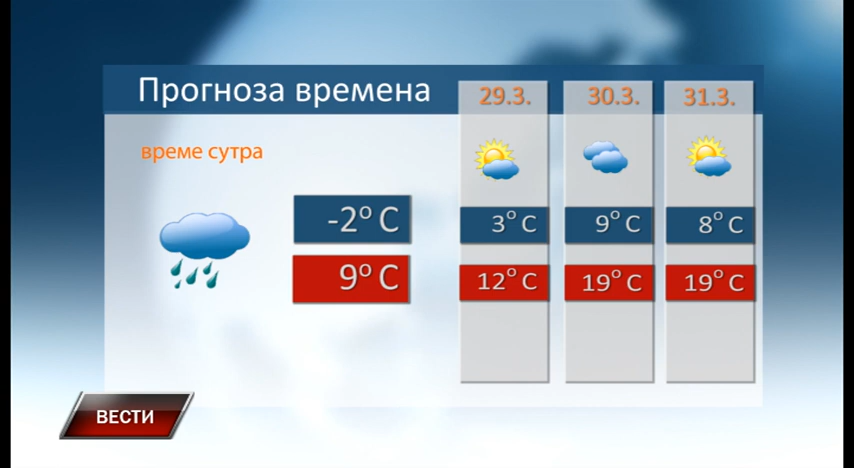 Прогноза времена
време сутра
-2° C
9° C
29.3.
3° C
12° C
30.3.
9° C
19° C
31.3.
8° C
19° C
ВЕСТИ